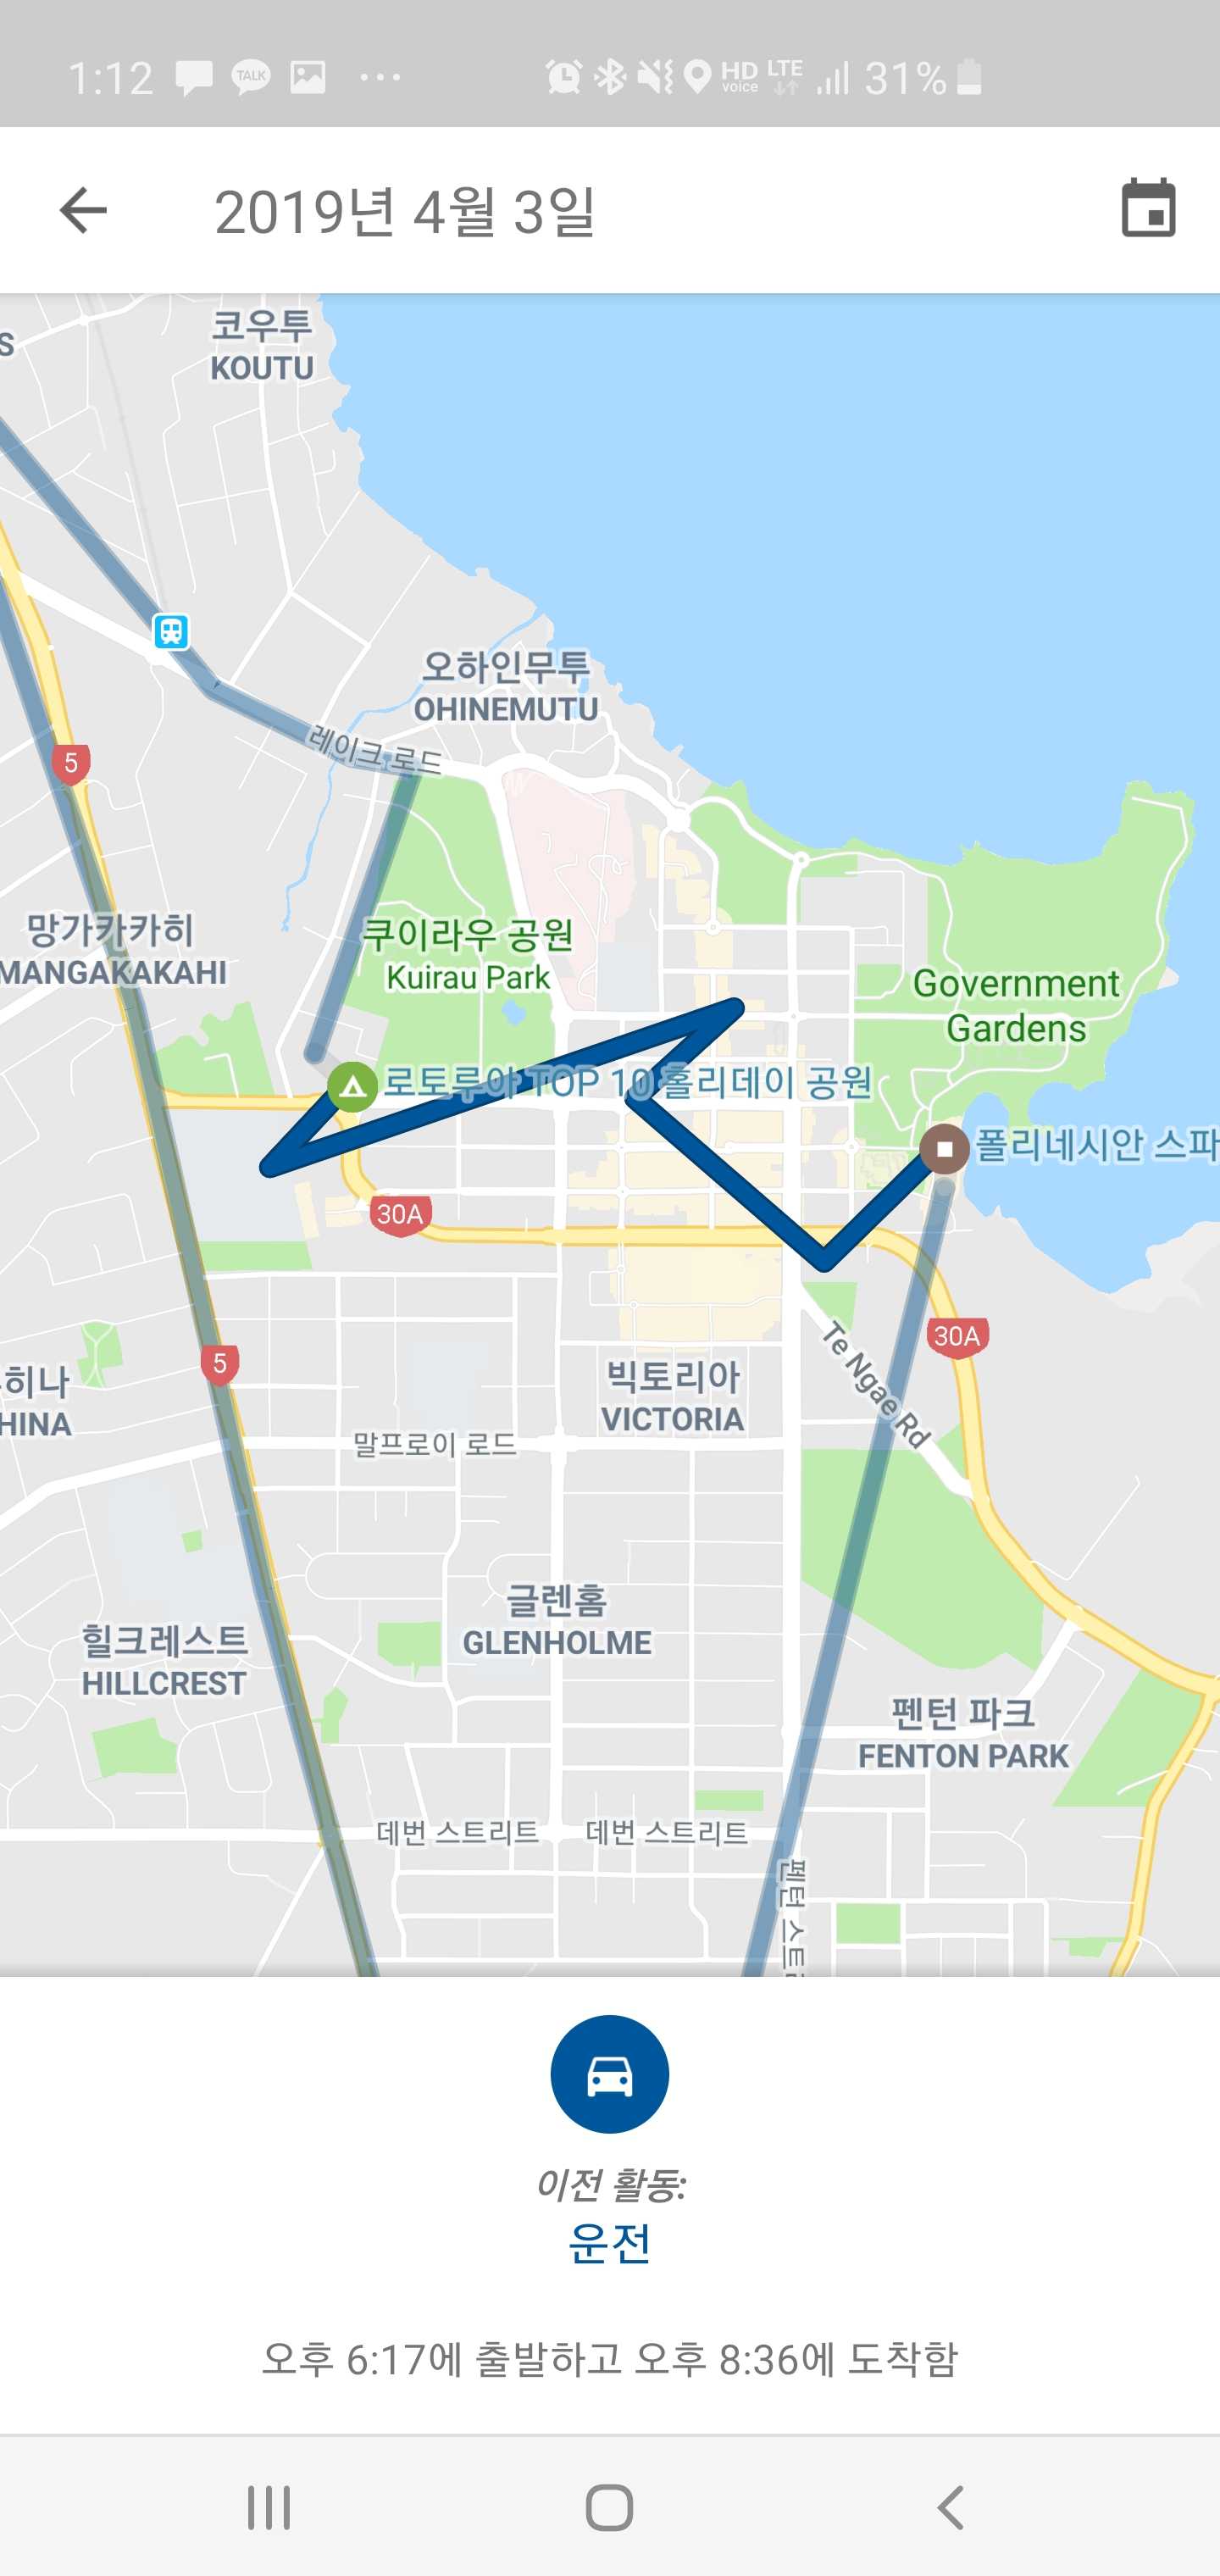 1:12
TALK
HD voice
LTE
31%
2019년 4월 3일
코우투
KOUTU
S
오하인무투
OHINEMUTU
레이크 로드
5
망가카카히
MANGAKAKAHI
쿠이라우 공원
Kuirau Park
Government
Gardens
로토루아 TOP 10 홀리데이 공원
폴리네시안 스파
30A
30A
Te Ngae Rd
5
히나
HINA
빅토리아
VICTORIA
말프로이 로드
글렌홈
GLENHOLME
힐크레스트
HILLCREST
펜턴 파크
FENTON PARK
데번 스트리트
데번 스트리트
펜턴 스트리
이전 활동:
운전
오후 6:17에 출발하고 오후 8:36에 도착함